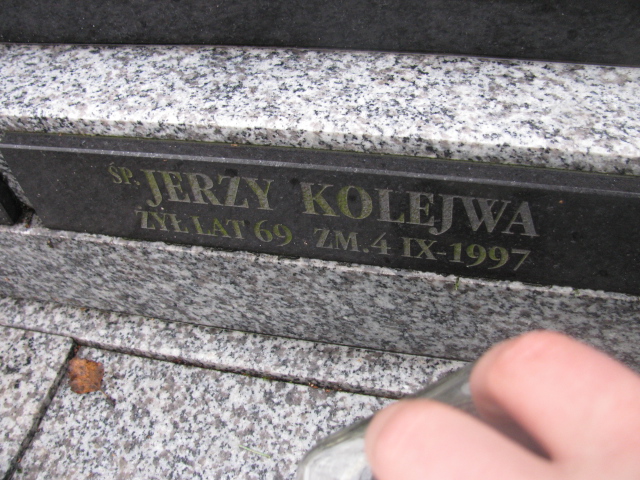 ŚP. JERZY KOLEJWA
ŻYŁ LAT 69 ZM. 4 IX-1997